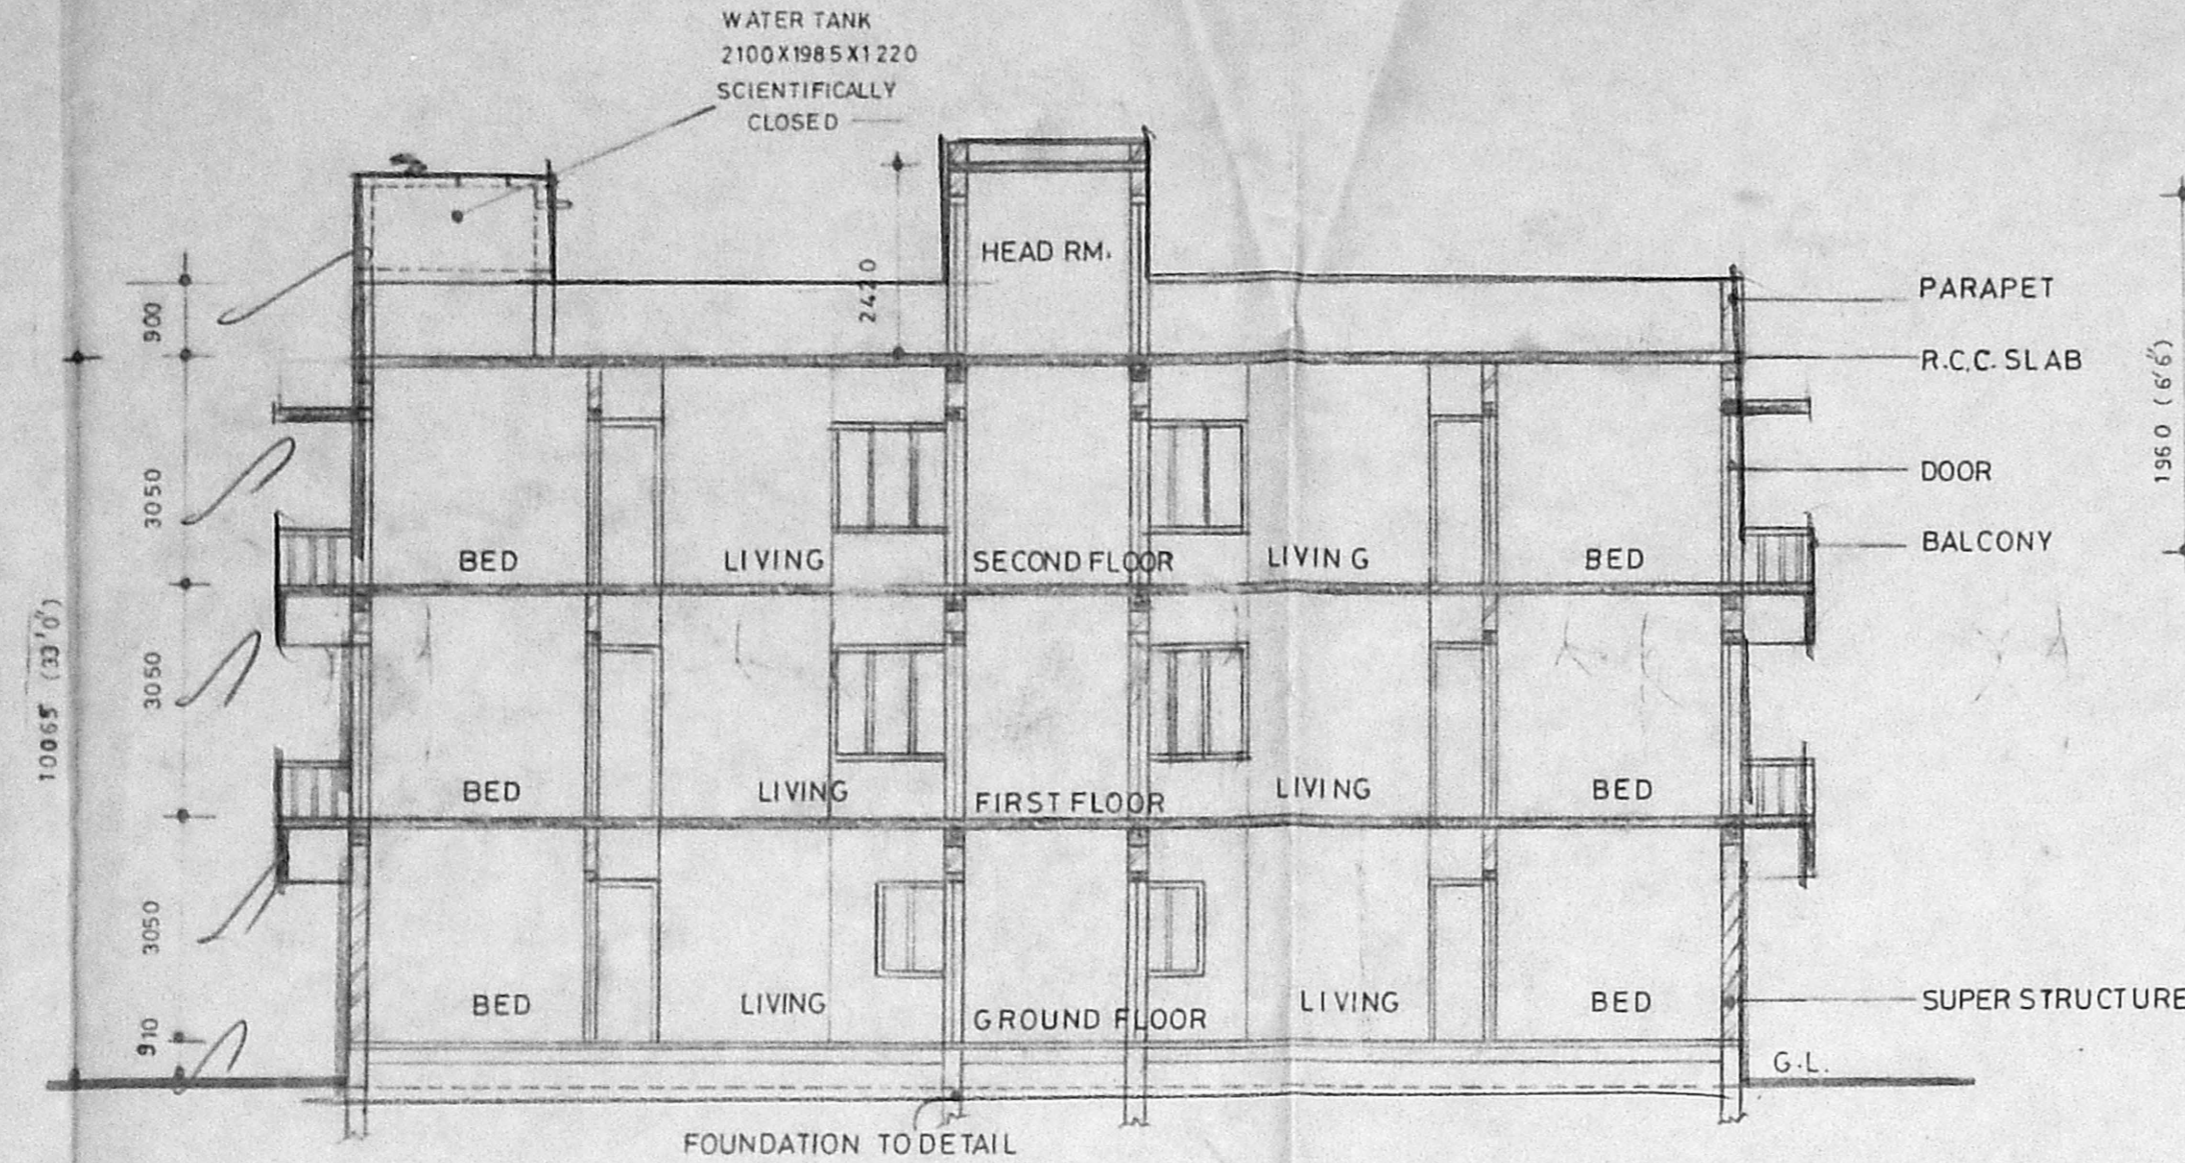 WATER TANK
2100X1985X1220
SCIENTIFICALLY
CLOSED
HEAD RM.
2420
900
PARAPET
R.C.C. SLAB
1960 (6'6")
3050
DOOR
BALCONY
BED LIVING SECOND FLOOR LIVING BED
10065 (33'0")
3050
BED LIVING FIRST FLOOR LIVING BED
3050
BED LIVING GROUND FLOOR LIVING BED
SUPER STRUCTURE
910
G.L.
FOUNDATION TO DETAIL